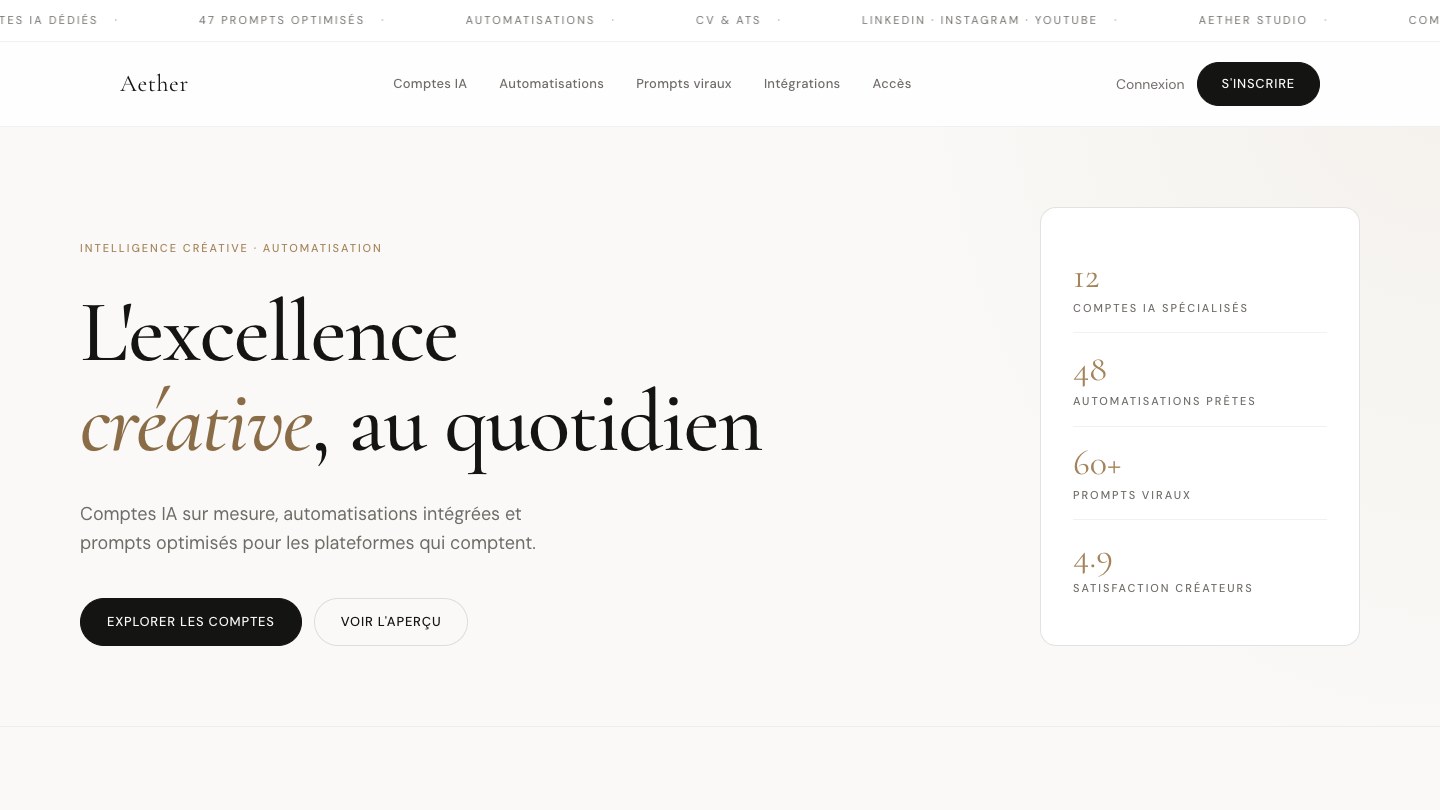 TES IA DÉDIÉS · 47 PROMPTS OPTIMISÉS · AUTOMATISATIONS · CV & ATS · LINKEDIN · INSTAGRAM · YOUTUBE · AETHER STUDIO · COM
Aether
Comptes IA
Automatisations
Prompts viraux
Intégrations
Accès
Connexion
S'INSCRIRE
INTELLIGENCE CRÉATIVE · AUTOMATISATION
L'excellence
créative, au quotidien
Comptes IA sur mesure, automatisations intégrées et
prompts optimisés pour les plateformes qui comptent.
EXPLORER LES COMPTES
VOIR L'APERÇU
12
COMPTES IA SPÉCIALISÉS
48
AUTOMATISATIONS PRÊTES
60+
PROMPTS VIRAUX
4.9
SATISFACTION CRÉATEURS